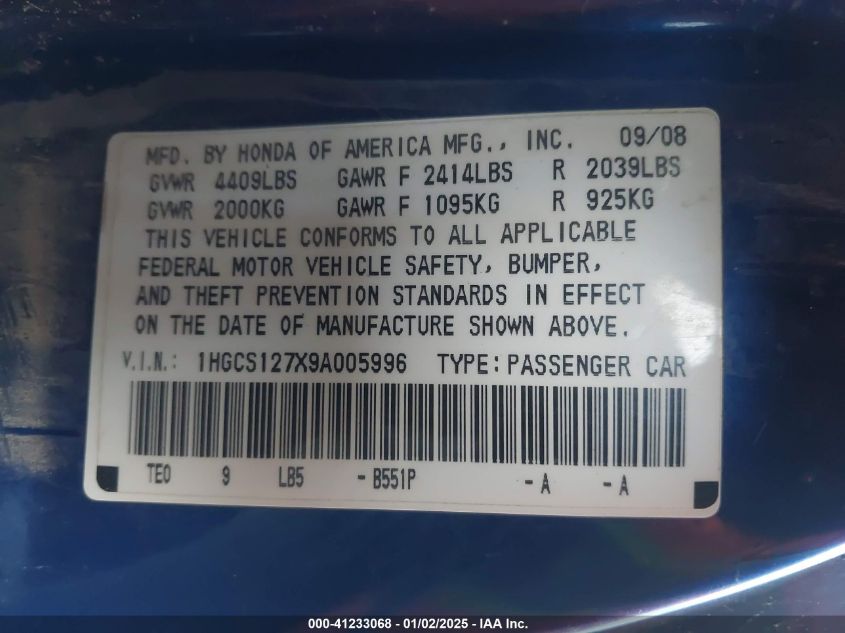 MFD. BY HONDA OF AMERICA MFG., INC. 09/08
GVWR 4409LBS GAWR F 2414LBS R 2039LBS
GVWR 2000KG GAWR F 1095KG R 925KG
THIS VEHICLE CONFORMS TO ALL APPLICABLE
FEDERAL MOTOR VEHICLE SAFETY, BUMPER,
AND THEFT PREVENTION STANDARDS IN EFFECT
ON THE DATE OF MANUFACTURE SHOWN ABOVE.
V.I.N.: 1HGCS127X9A005996 TYPE: PASSENGER CAR
TE0 9 LB5 - B551P - A - A
000-41233068 - 01/02/2025 - IAA Inc.